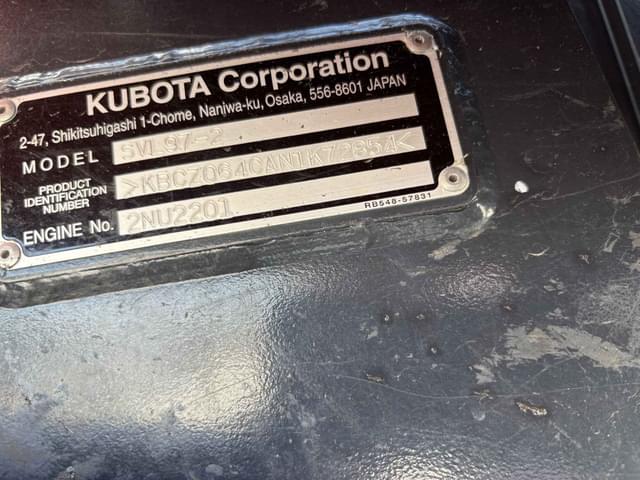 KUBOTA Corporation
2-47, Shikitsuhigashi 1-Chome, Naniwa-ku, Osaka, 556-8601 JAPAN
MODEL SVL97-2
PRODUCT IDENTIFICATION NUMBER >KBCZ064CANTK72854<
ENGINE No. 2NU2201
RB548-57831